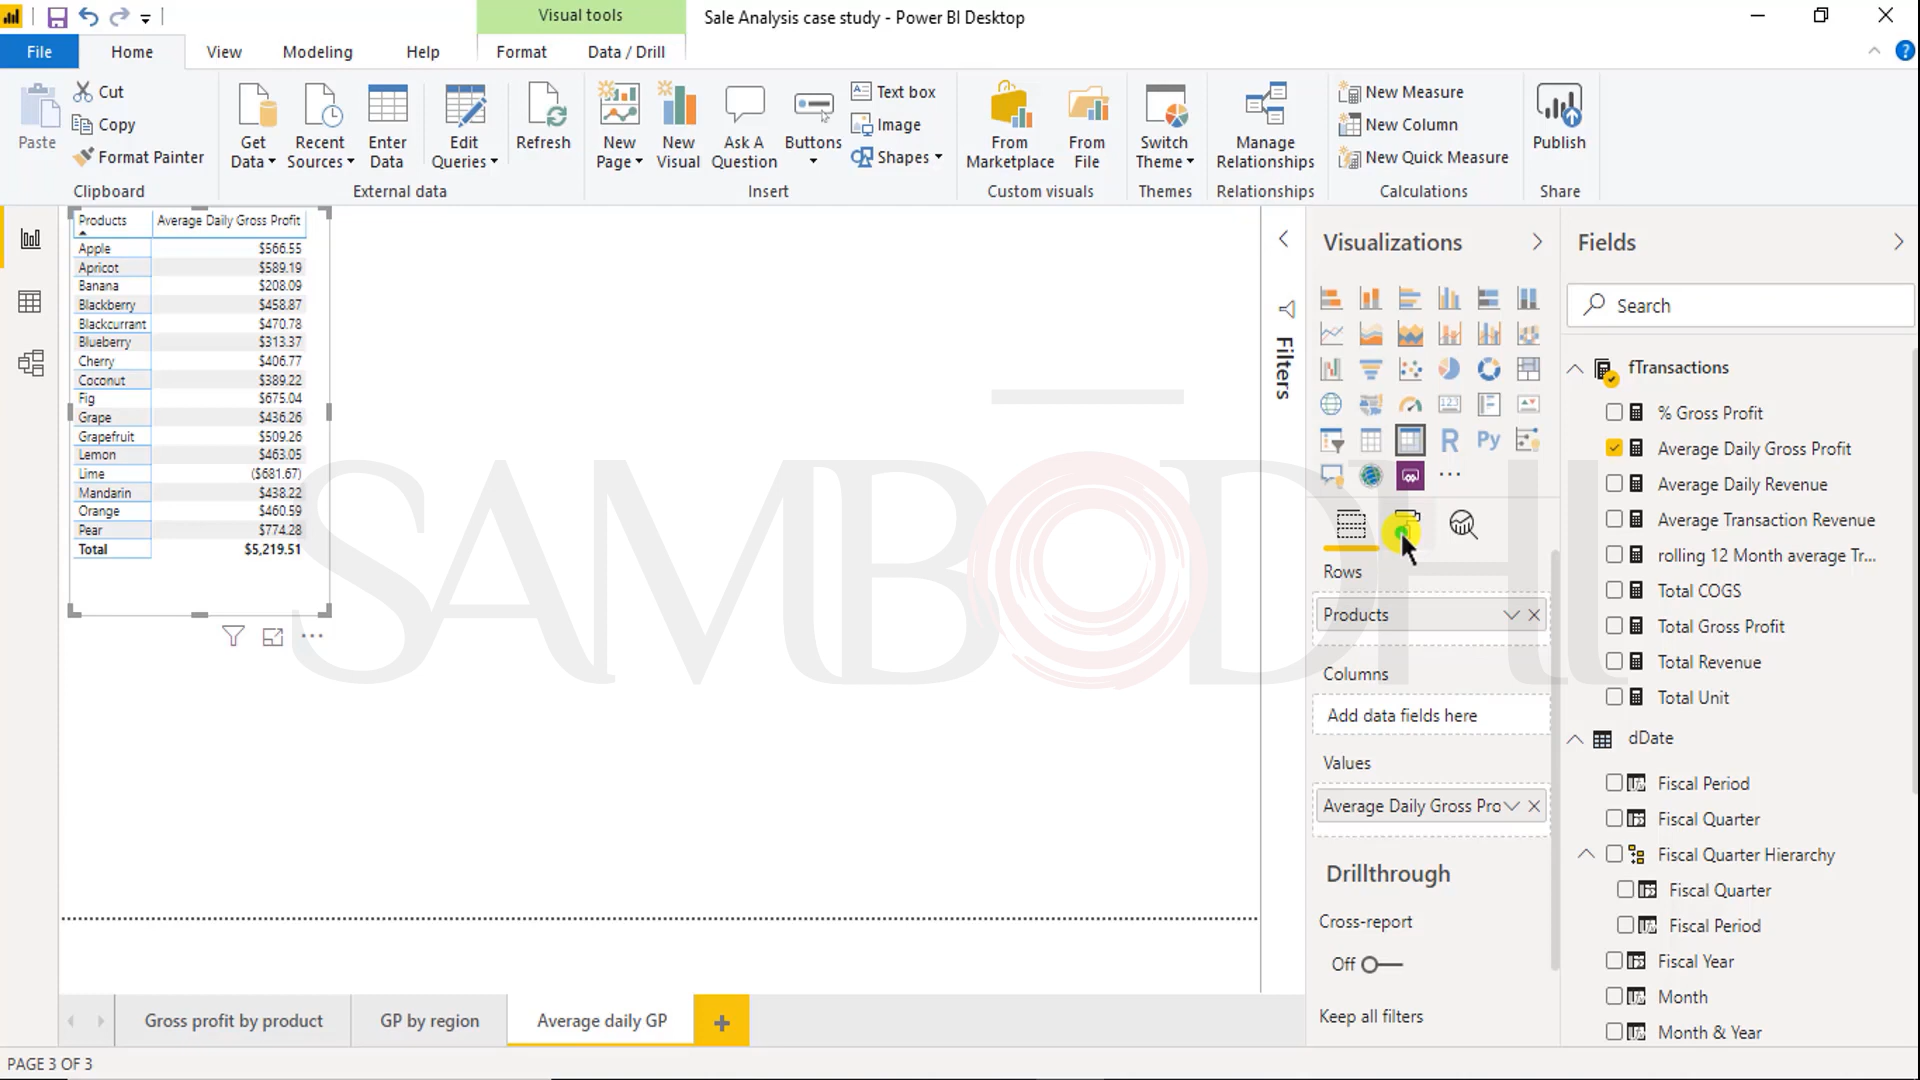 Visual tools
Sale Analysis case study - Power BI Desktop
File
Home
View
Modeling
Help
Format
Data / Drill
Paste
Cut
Copy
Format Painter
Clipboard
Get Data
Recent Sources
Enter Data
Edit Queries
Refresh
External data
New Page
New Visual
Ask A Question
Buttons
Text box
Image
Shapes
Insert
From Marketplace
From File
Custom visuals
Switch Theme
Themes
Manage Relationships
Relationships
New Measure
New Column
New Quick Measure
Calculations
Publish
Share
Products Average Daily Gross Profit
Apple $566.55
Apricot $589.19
Banana $208.09
Blackberry $458.87
Blackcurrant $470.78
Blueberry $313.37
Cherry $406.77
Coconut $389.22
Fig $675.04
Grape $436.26
Grapefruit $509.26
Lemon $463.05
Lime ($681.67)
Mandarin $438.22
Orange $460.59
Pear $774.28
Total $5,219.51
SAMBODHI
Filters
Visualizations
R
Py
123
Rows
Products
Columns
Add data fields here
Values
Average Daily Gross Pro
Drillthrough
Cross-report
Off
Keep all filters
Fields
Search
fTransactions
% Gross Profit
Average Daily Gross Profit
Average Daily Revenue
Average Transaction Revenue
rolling 12 Month average Tr...
Total COGS
Total Gross Profit
Total Revenue
Total Unit
dDate
Fiscal Period
Fiscal Quarter
Fiscal Quarter Hierarchy
Fiscal Quarter
Fiscal Period
Fiscal Year
Month
Month & Year
Gross profit by product
GP by region
Average daily GP
PAGE 3 OF 3